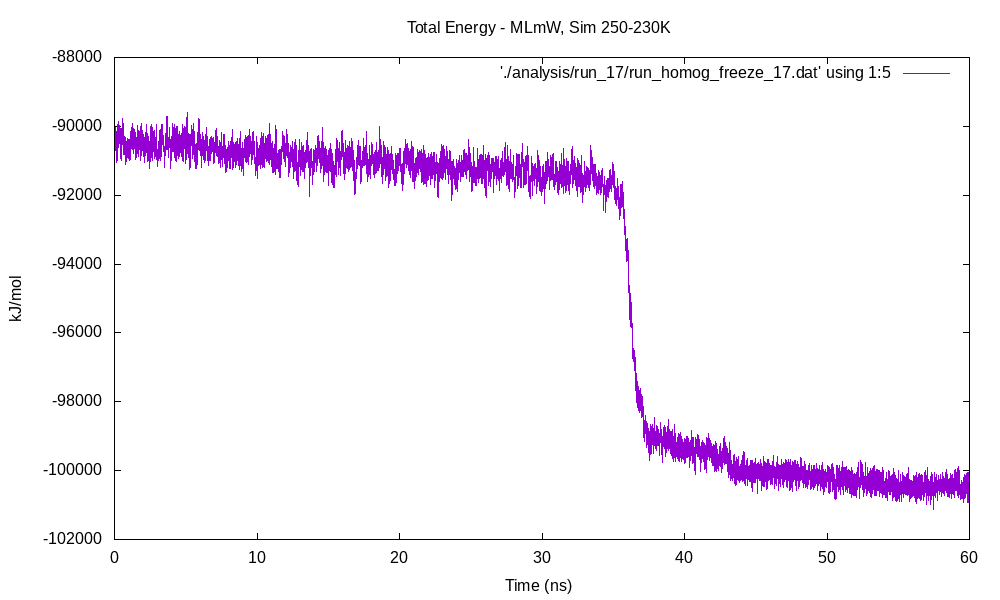 Total Energy - MLmW, Sim 250-230K
'./analysis/run_17/run_homog_freeze_17.dat' using 1:5
-88000
-90000
-92000
-94000
-96000
-98000
-100000
-102000
kJ/mol
0 10 20 30 40 50 60
Time (ns)